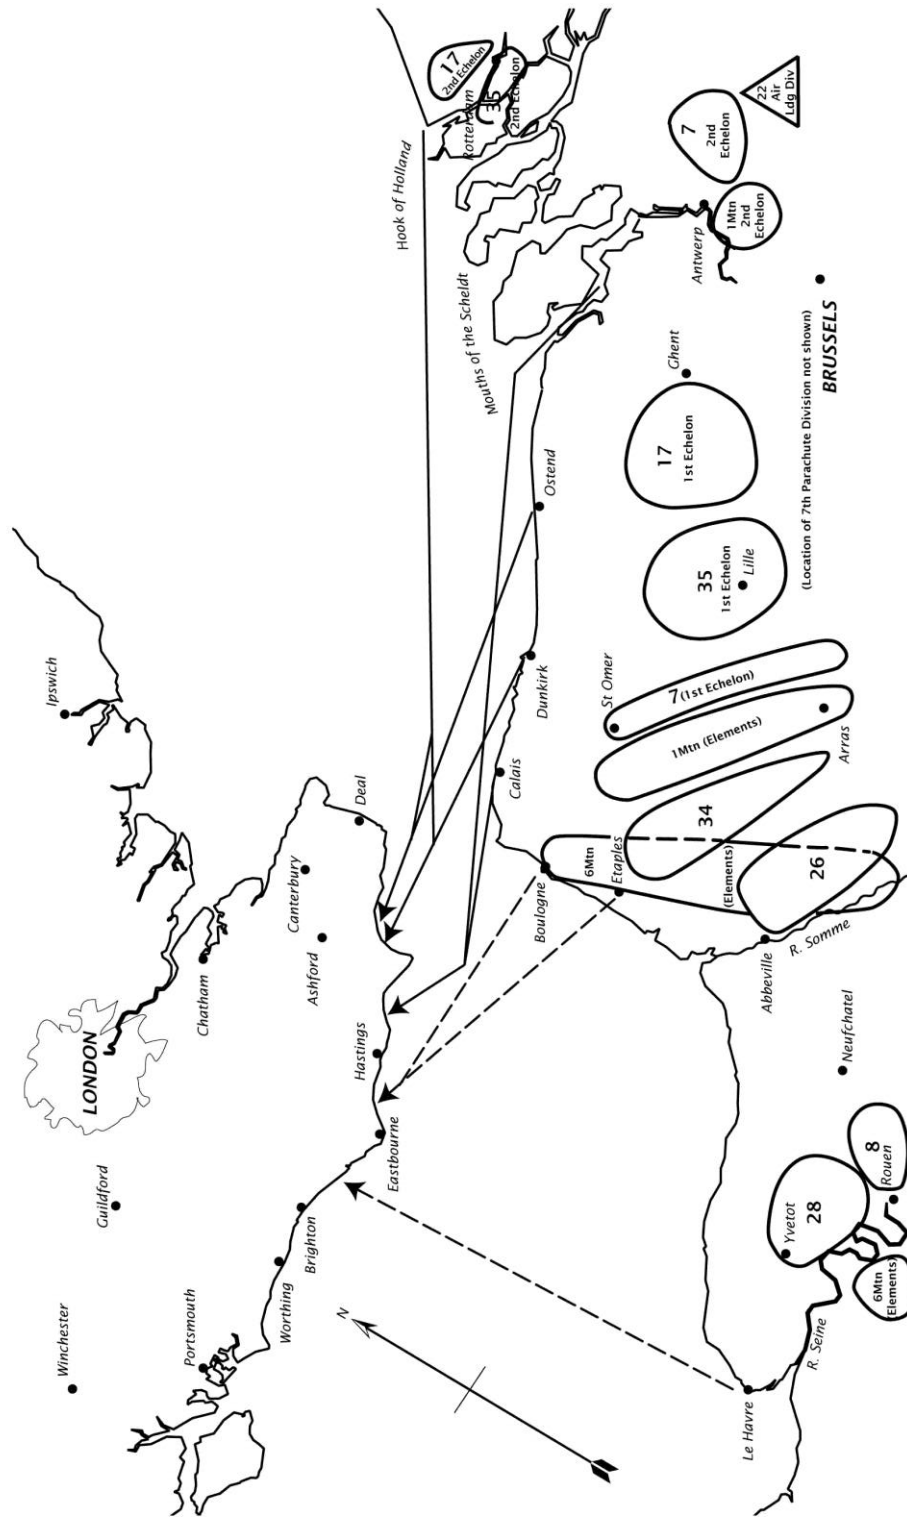 Winchester
Portsmouth
Guildford
Worthing
Brighton
LONDON
Eastbourne
Hastings
Chatham
Ashford
Canterbury
Deal
Ipswich
N
Le Havre
R. Seine
6Mtn
(Elements)
Yvetot
28
8
Rouen
Neufchatel
Abbeville
R. Somme
Boulogne
Etaples
6Mtn
(Elements)
26
34
Calais
1Mtn (Elements)
Arras
St Omer
7 (1st Echelon)
Dunkirk
35
1st Echelon
Lille
Ostend
17
1st Echelon
Ghent
(Location of 7th Parachute Division not shown)
BRUSSELS
Mouths of the Scheldt
Antwerp
1Mtn
2nd
Echelon
7
2nd
Echelon
22
Air
Ldg Div
Hook of Holland
Rotterdam
35
2nd Echelon
17
2nd Echelon